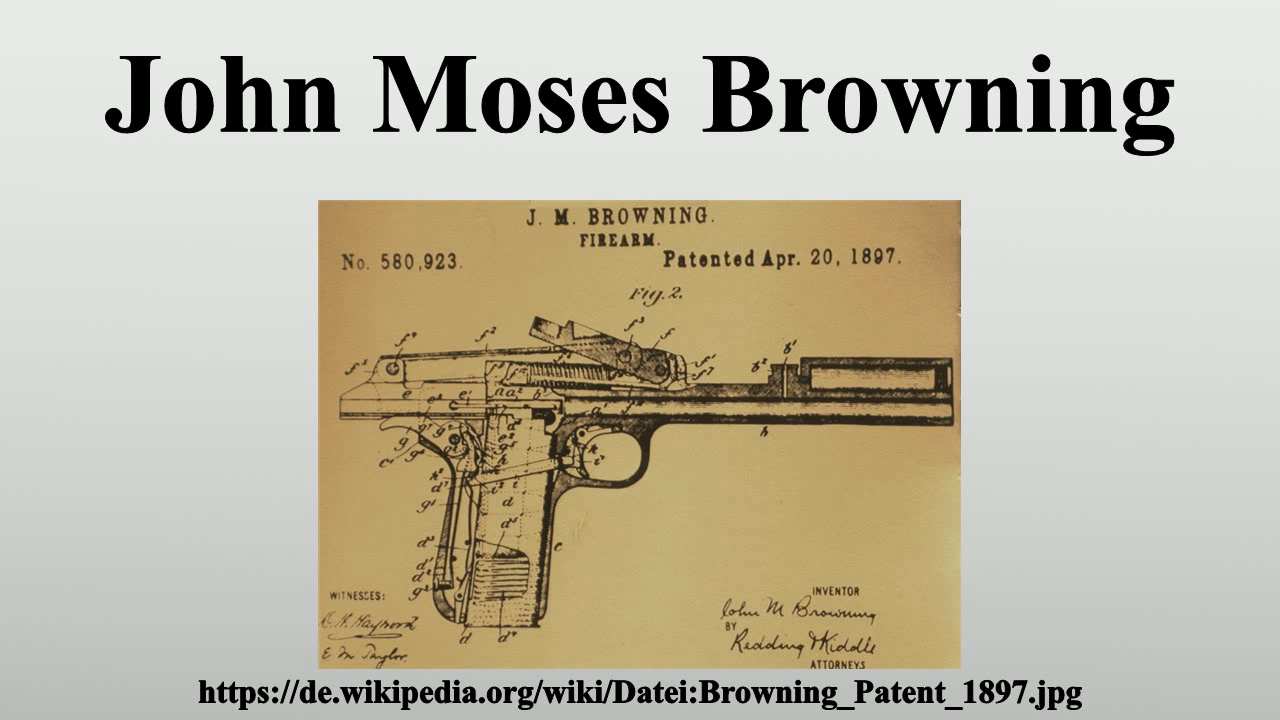 John Moses Browning
J. M. BROWNING.
FIREARM.
No. 580,923.
Patented Apr. 20, 1897.
Fig. 2.
WITNESSES:
E. M. Taylor.
INVENTOR
John M Browning
BY
Redding & Kiddle
ATTORNEYS
https://de.wikipedia.org/wiki/Datei:Browning_Patent_1897.jpg